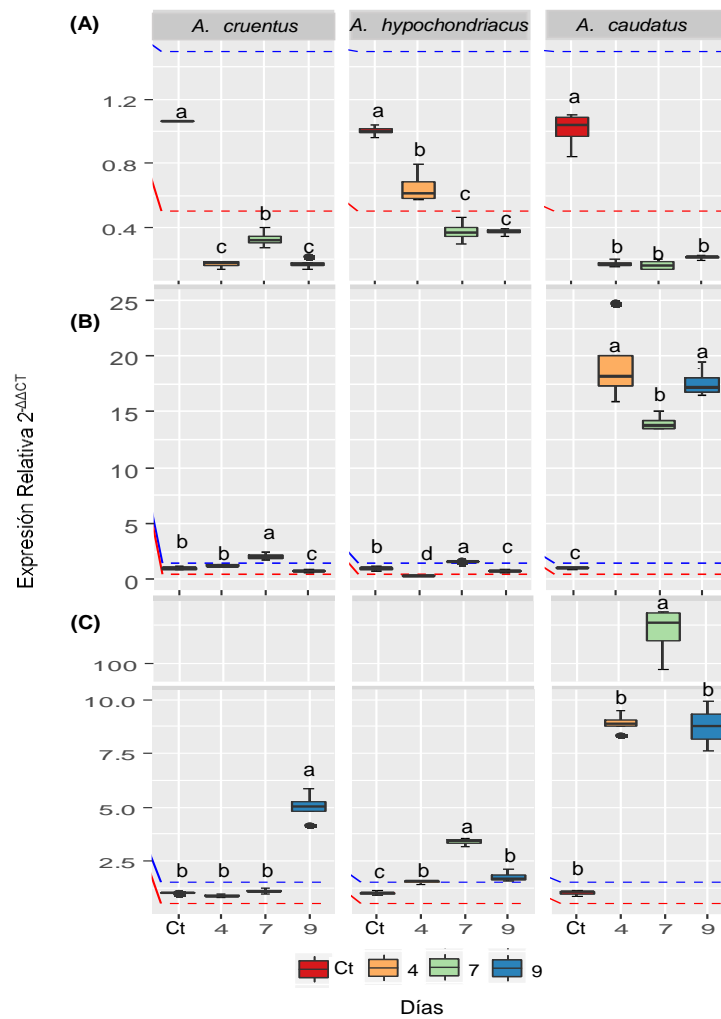 (A) A. cruentus A. hypochondriacus A. caudatus
a a a
1.2
0.8 b
0.4 b c c
c c b b b
25
(B)
20 a a
15 b
10
5
b b a c b d a c c
0
Expresión Relativa 2-ΔΔCT
(C) a
100
10.0 b b
7.5
5.0 a
2.5 a
b b b c b b b
Ct 4 7 9 Ct 4 7 9 Ct 4 7 9
Ct 4 7 9
Días